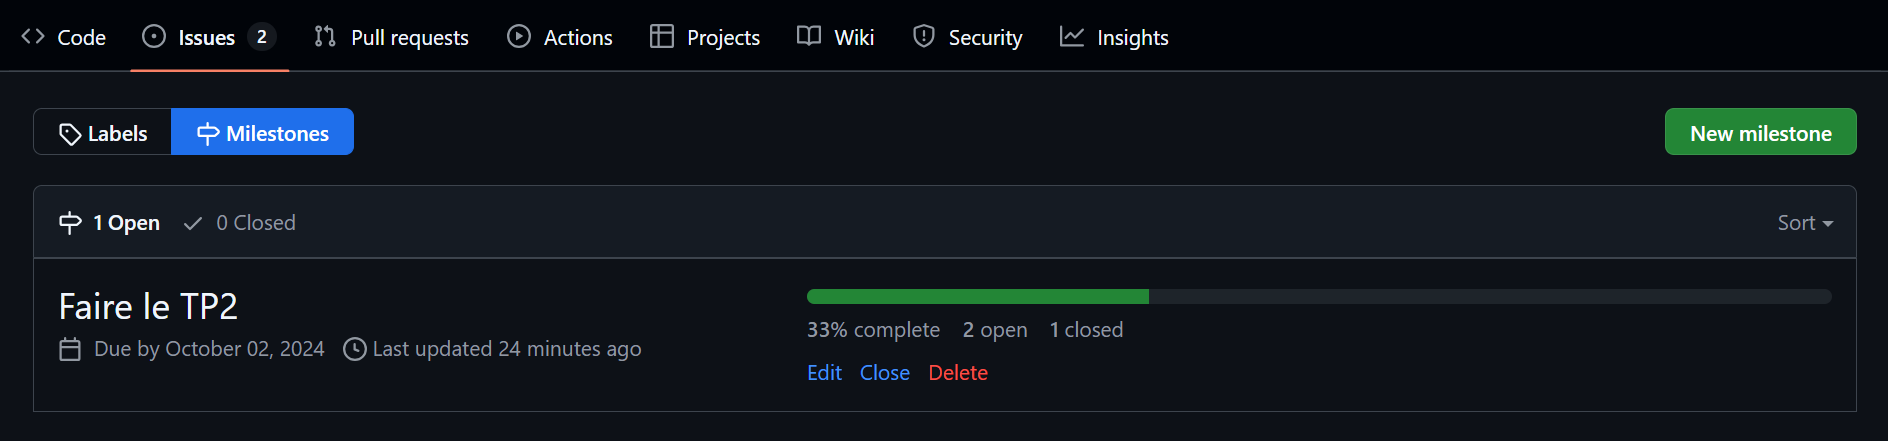 Code Issues 2 Pull requests Actions Projects Wiki Security Insights
Labels Milestones New milestone
1 Open 0 Closed Sort
Faire le TP2
Due by October 02, 2024 Last updated 24 minutes ago
33% complete 2 open 1 closed
Edit Close Delete